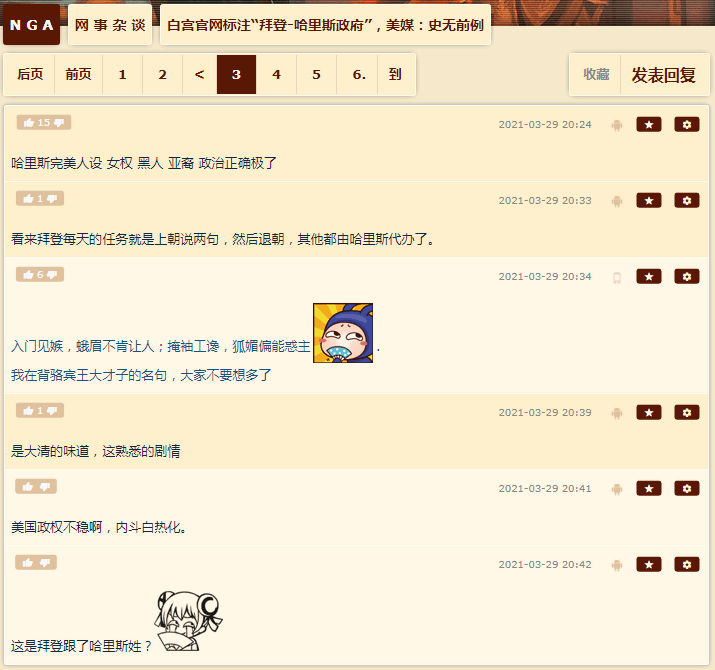 NGA 网事杂谈 白宫官网标注“拜登-哈里斯政府”，美媒：史无前例
后页 前页 1 2 < 3 4 5 6. 到 收藏 发表回复
15 2021-03-29 20:24
哈里斯完美人设 女权 黑人 亚裔 政治正确极了
1 2021-03-29 20:33
看来拜登每天的任务就是上朝说两句，然后退朝，其他都由哈里斯代办了。
6 2021-03-29 20:34
入门见嫉，蛾眉不肯让人；掩袖工谗，狐媚偏能惑主 .
我在背骆宾王大才子的名句，大家不要想多了
1 2021-03-29 20:39
是大清的味道，这熟悉的剧情
2021-03-29 20:41
美国政权不稳啊，内斗白热化。
2021-03-29 20:42
这是拜登跟了哈里斯姓？